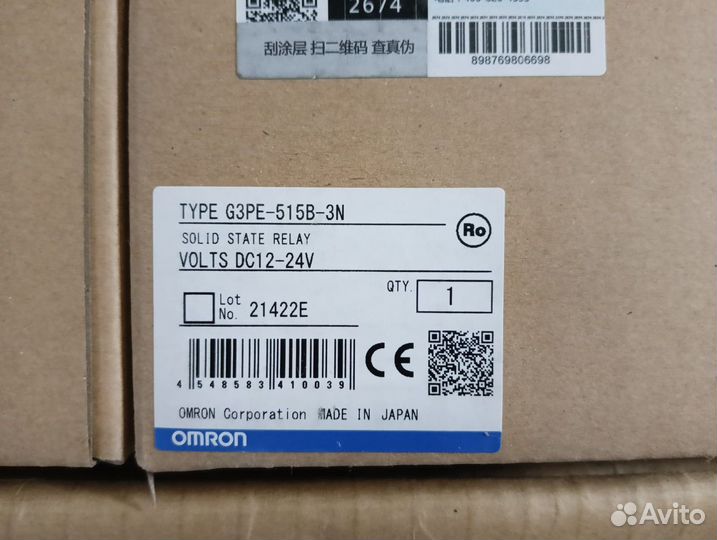 2674
刮涂层 扫二维码 查真伪
898769806698
TYPE G3PE-515B-3N
Ro
SOLID STATE RELAY
VOLTS DC12-24V
Lot No. 21422E
QTY. 1
CE
4 548583 410039
OMRON Corporation MADE IN JAPAN
OMRON
Avito